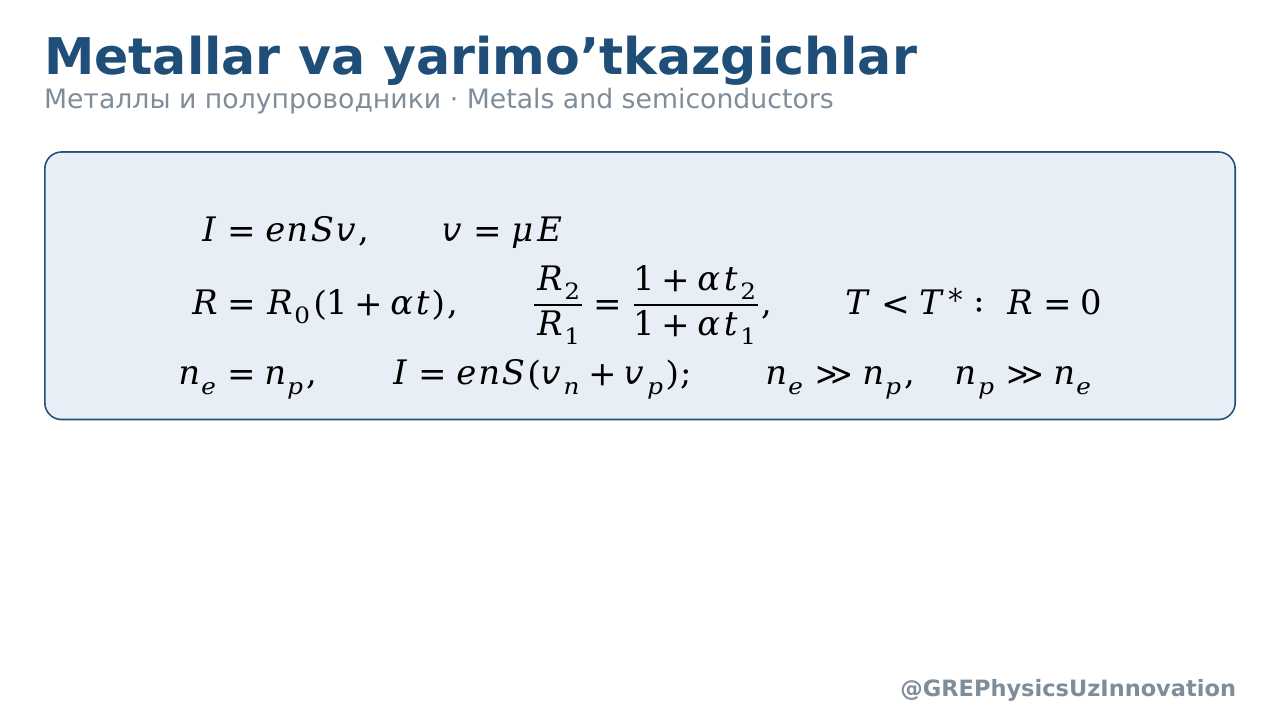 Metallar va yarimo’tkazgichlar
Металлы и полупроводники · Metals and semiconductors
I = enSv, v = μE
R = R₀(1 + αt), R₂/R₁ = (1 + αt₂)/(1 + αt₁), T < T* : R = 0
nₑ = nₚ, I = enS(vₙ + vₚ); nₑ ≫ nₚ, nₚ ≫ nₑ
@GREPhysicsUzInnovation